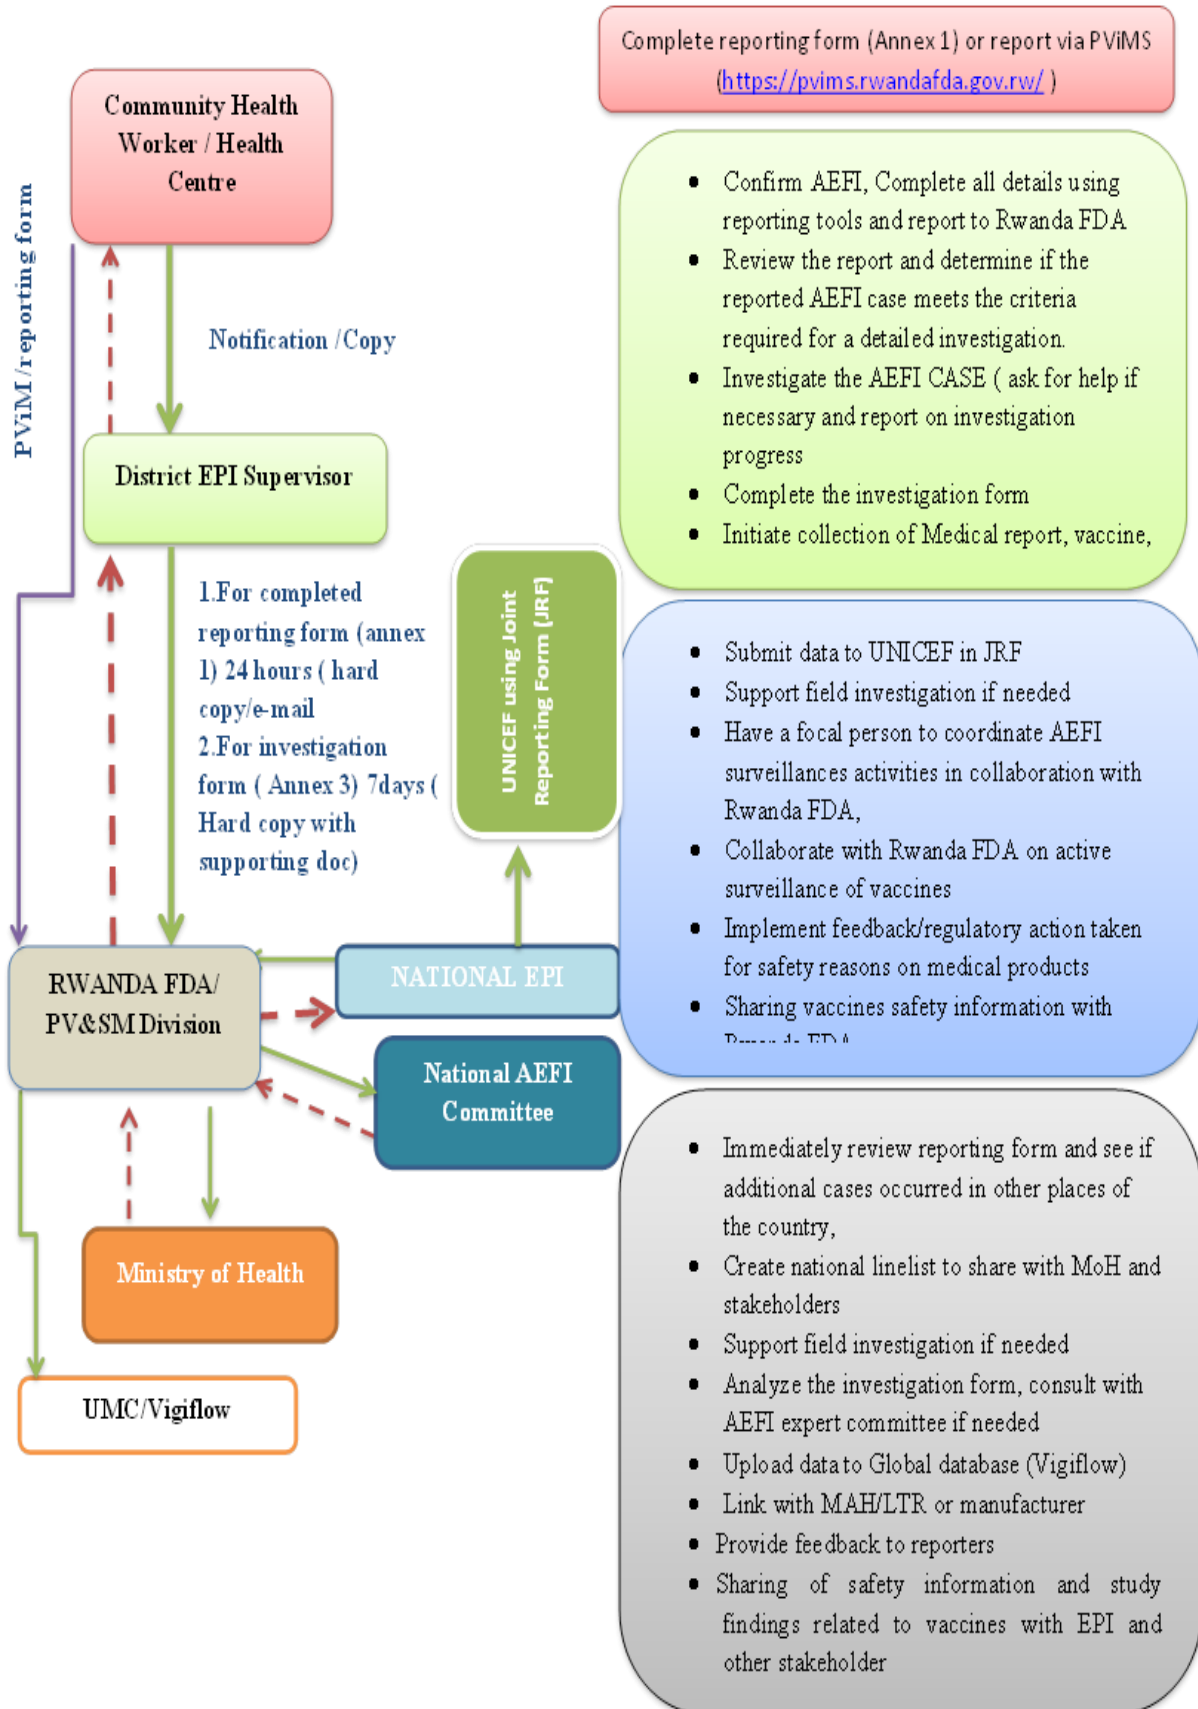 Complete reporting form (Annex 1) or report via PViMS
(https://pvims.rwandafda.gov.rw/ )
Community Health
Worker / Health
Centre
PViM /reporting form
Notification /Copy
District EPI Supervisor
1.For completed
reporting form (annex
1) 24 hours ( hard
copy/e-mail
2.For investigation
form ( Annex 3) 7days (
Hard copy with
supporting doc)
UNICEF using Joint
Reporting Form (JRF)
RWANDA FDA/
PV&SM Division
NATIONAL EPI
National AEFI
Committee
Ministry of Health
UMC/Vigiflow
• Confirm AEFI, Complete all details using
reporting tools and report to Rwanda FDA
• Review the report and determine if the
reported AEFI case meets the criteria
required for a detailed investigation.
• Investigate the AEFI CASE ( ask for help if
necessary and report on investigation
progress
• Complete the investigation form
• Initiate collection of Medical report, vaccine,
• Submit data to UNICEF in JRF
• Support field investigation if needed
• Have a focal person to coordinate AEFI
surveillances activities in collaboration with
Rwanda FDA,
• Collaborate with Rwanda FDA on active
surveillance of vaccines
• Implement feedback/regulatory action taken
for safety reasons on medical products
• Sharing vaccines safety information with
Rwanda FDA
• Immediately review reporting form and see if
additional cases occurred in other places of
the country,
• Create national linelist to share with MoH and
stakeholders
• Support field investigation if needed
• Analyze the investigation form, consult with
AEFI expert committee if needed
• Upload data to Global database (Vigiflow)
• Link with MAH/LTR or manufacturer
• Provide feedback to reporters
• Sharing of safety information and study
findings related to vaccines with EPI and
other stakeholder